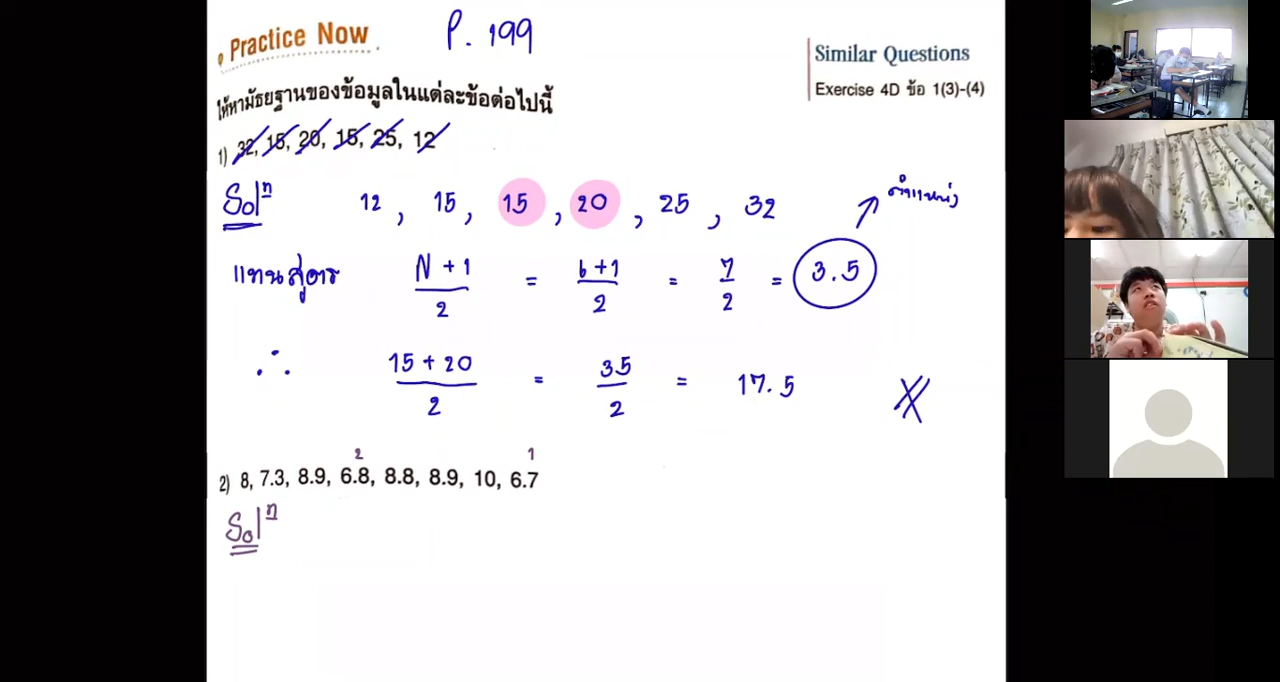 Practice Now
P. 199
Similar Questions
Exercise 4D ข้อ 1(3)-(4)
ให้หามัธยฐานของข้อมูลในแต่ละข้อต่อไปนี้
1) 32, 15, 20, 15, 25, 12
Solⁿ 12 , 15 , 15 , 20 , 25 , 32
ตำแหน่ง
แทนสูตร N + 1 / 2 = 6 + 1 / 2 = 7 / 2 = 3.5
∴ 15 + 20 / 2 = 35 / 2 = 17.5
2 1
2) 8, 7.3, 8.9, 6.8, 8.8, 8.9, 10, 6.7
Solⁿ